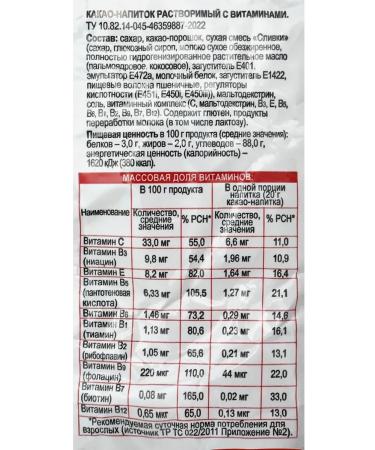 КАКАО-НАПИТОК РАСТВОРИМЫЙ С ВИТАМИНАМИ.
ТУ 10.82.14-045-46359887-2022
Состав: сахар, какао-порошок, сухая смесь «Сливки»
(сахар, глюкозный сироп, молоко сухое обезжиренное,
полностью гидрогенизированное растительное масло
(пальмоядровое, кокосовое), загуститель Е401,
эмульгатор Е472а, молочный белок, загуститель Е1422,
пищевые волокна пшеничные, регуляторы
кислотности (Е451i, Е450i, Е450iii)), мальтодекстрин,
соль, витаминный комплекс (С, мальтодекстрин, В3, Е, В5,
В6, В1, В2, В9, В7, В12). Содержит глютен, продукты
переработки молока (в том числе лактозу).
Пищевая ценность в 100 г продукта (средние значения):
белков – 3,0 г, жиров – 2,0 г, углеводов – 88,0 г,
энергетическая ценность (калорийность) –
1620 кДж (380 ккал).
МАССОВАЯ ДОЛЯ ВИТАМИНОВ:
Наименование В 100 г продукта В одной порции напитка (20 г какао-напитка)
Количество, средние значения % РСН* Количество, средние значения % РСН*
Витамин С 33,0 мг 55,0 6,6 мг 11,0
Витамин В3 (ниацин) 9,8 мг 54,4 1,96 мг 10,9
Витамин Е 8,2 мг 82,0 1,64 мг 16,4
Витамин В5 (пантотеновая кислота) 6,33 мг 105,5 1,27 мг 21,1
Витамин В6 1,46 мг 73,2 0,29 мг 14,6
Витамин В1 (тиамин) 1,13 мг 80,6 0,23 мг 16,1
Витамин В2 (рибофлавин) 1,05 мг 65,6 0,21 мг 13,1
Витамин В9 (фолацин) 220 мкг 110,0 44 мкг 22,0
Витамин В7 (биотин) 0,08 мг 165,0 0,02 мг 33,0
Витамин В12 0,65 мкг 65,0 0,13 мкг 13,0
*Рекомендуемая суточная норма потребления для
взрослых (источник ТР ТС 022/2011 Приложение №2).